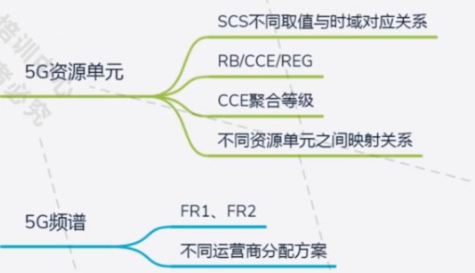 SCS不同取值与时域对应关系
RB/CCE/REG
5G资源单元
CCE聚合等级
不同资源单元之间映射关系
FR1、FR2
5G频谱
不同运营商分配方案